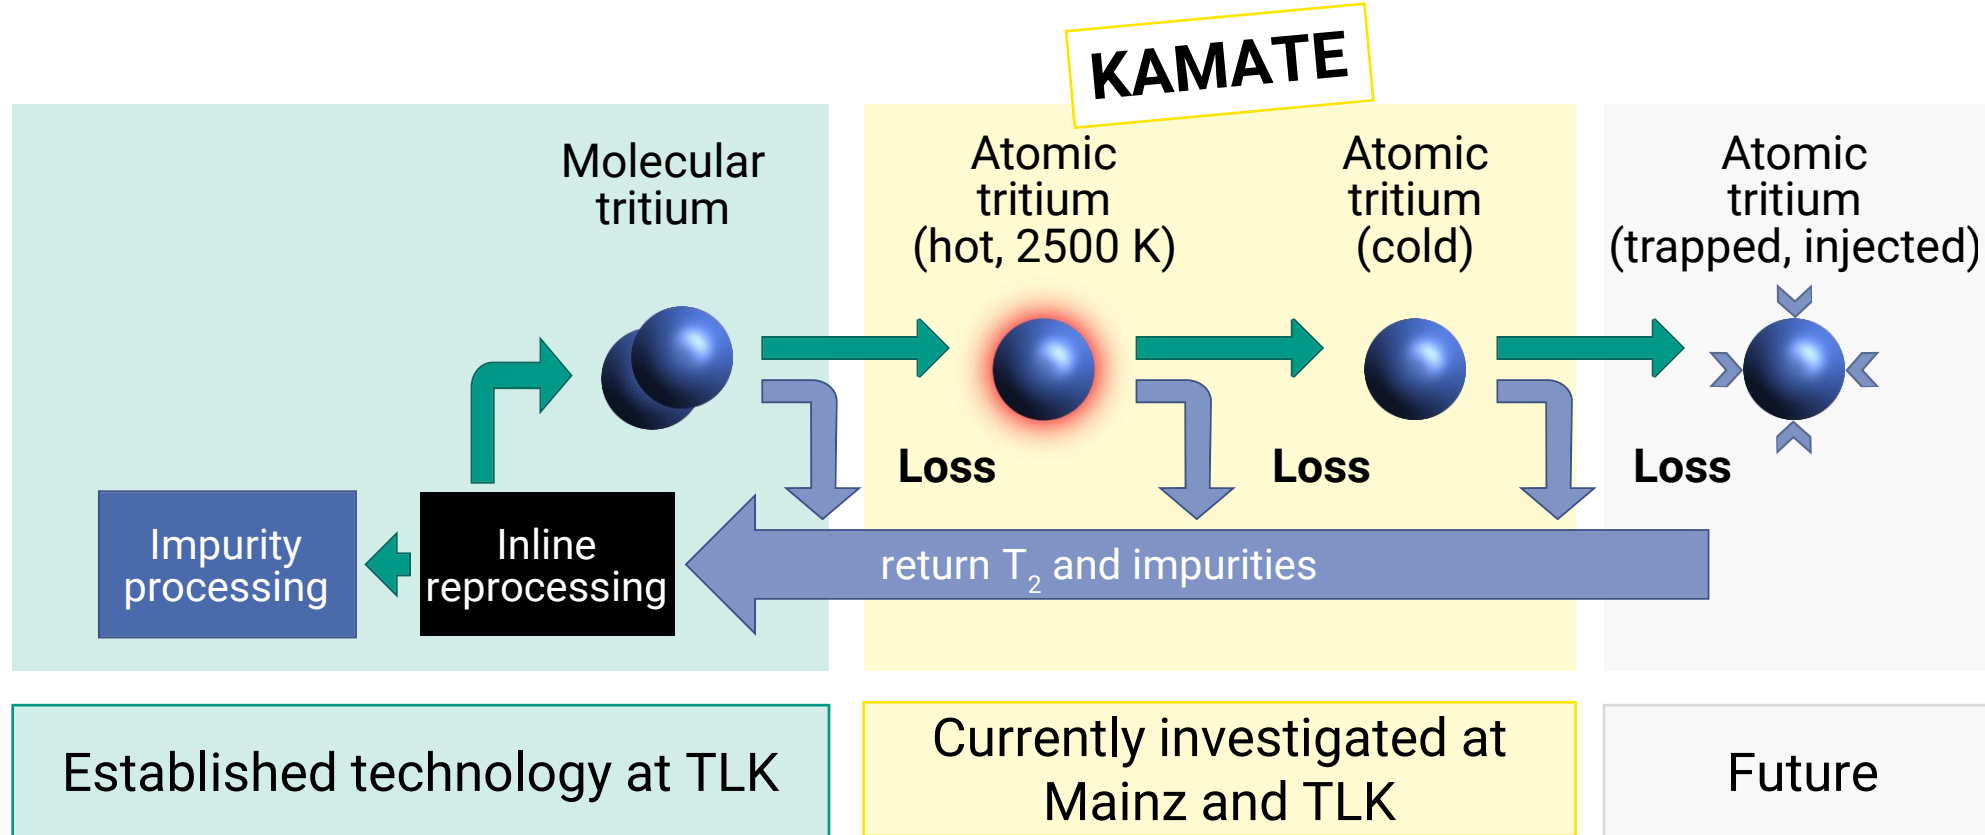 KAMATE
Molecular
tritium
Atomic
tritium
(hot, 2500 K)
Atomic
tritium
(cold)
Atomic
tritium
(trapped, injected)
Loss
Loss
Loss
Impurity
processing
Inline
reprocessing
return T₂ and impurities
Established technology at TLK
Currently investigated at
Mainz and TLK
Future